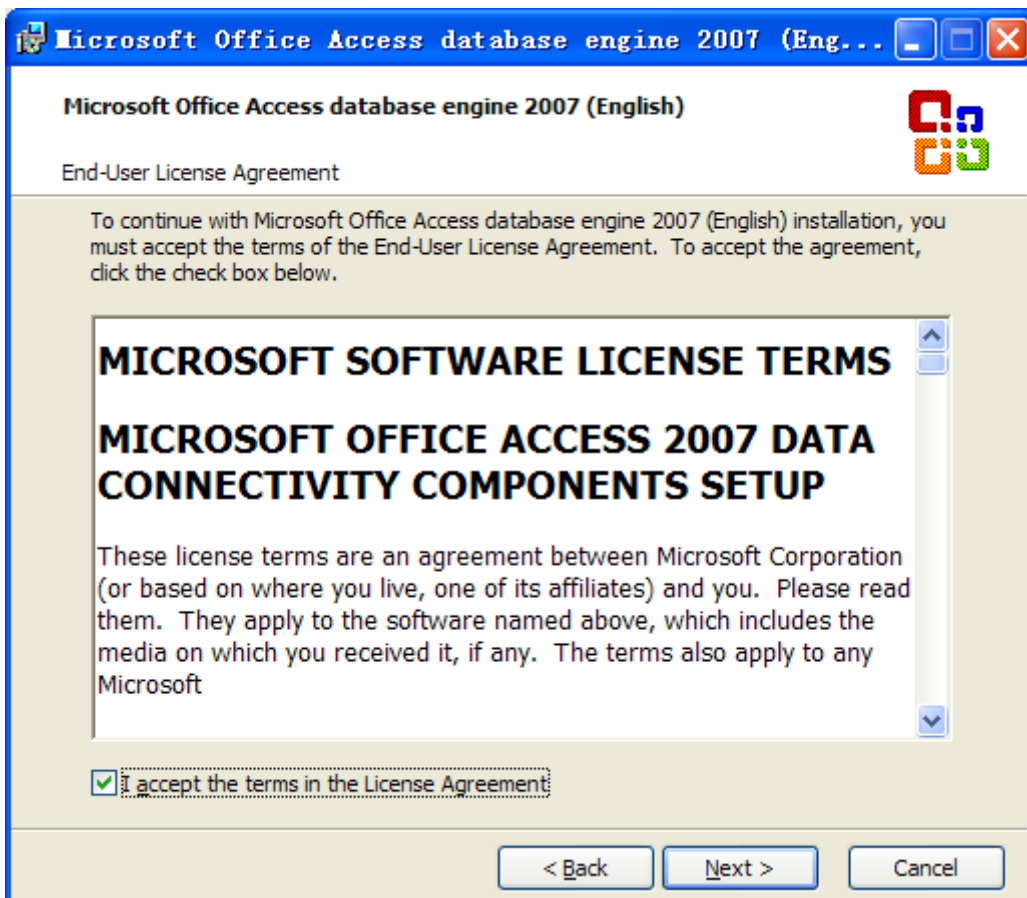 Microsoft Office Access database engine 2007 (Eng...
Microsoft Office Access database engine 2007 (English)
End-User License Agreement
To continue with Microsoft Office Access database engine 2007 (English) installation, you
must accept the terms of the End-User License Agreement.  To accept the agreement,
click the check box below.
MICROSOFT SOFTWARE LICENSE TERMS
MICROSOFT OFFICE ACCESS 2007 DATA
CONNECTIVITY COMPONENTS SETUP
These license terms are an agreement between Microsoft Corporation
(or based on where you live, one of its affiliates) and you.  Please read
them.  They apply to the software named above, which includes the
media on which you received it, if any.  The terms also apply to any
Microsoft
I accept the terms in the License Agreement
< Back
Next >
Cancel